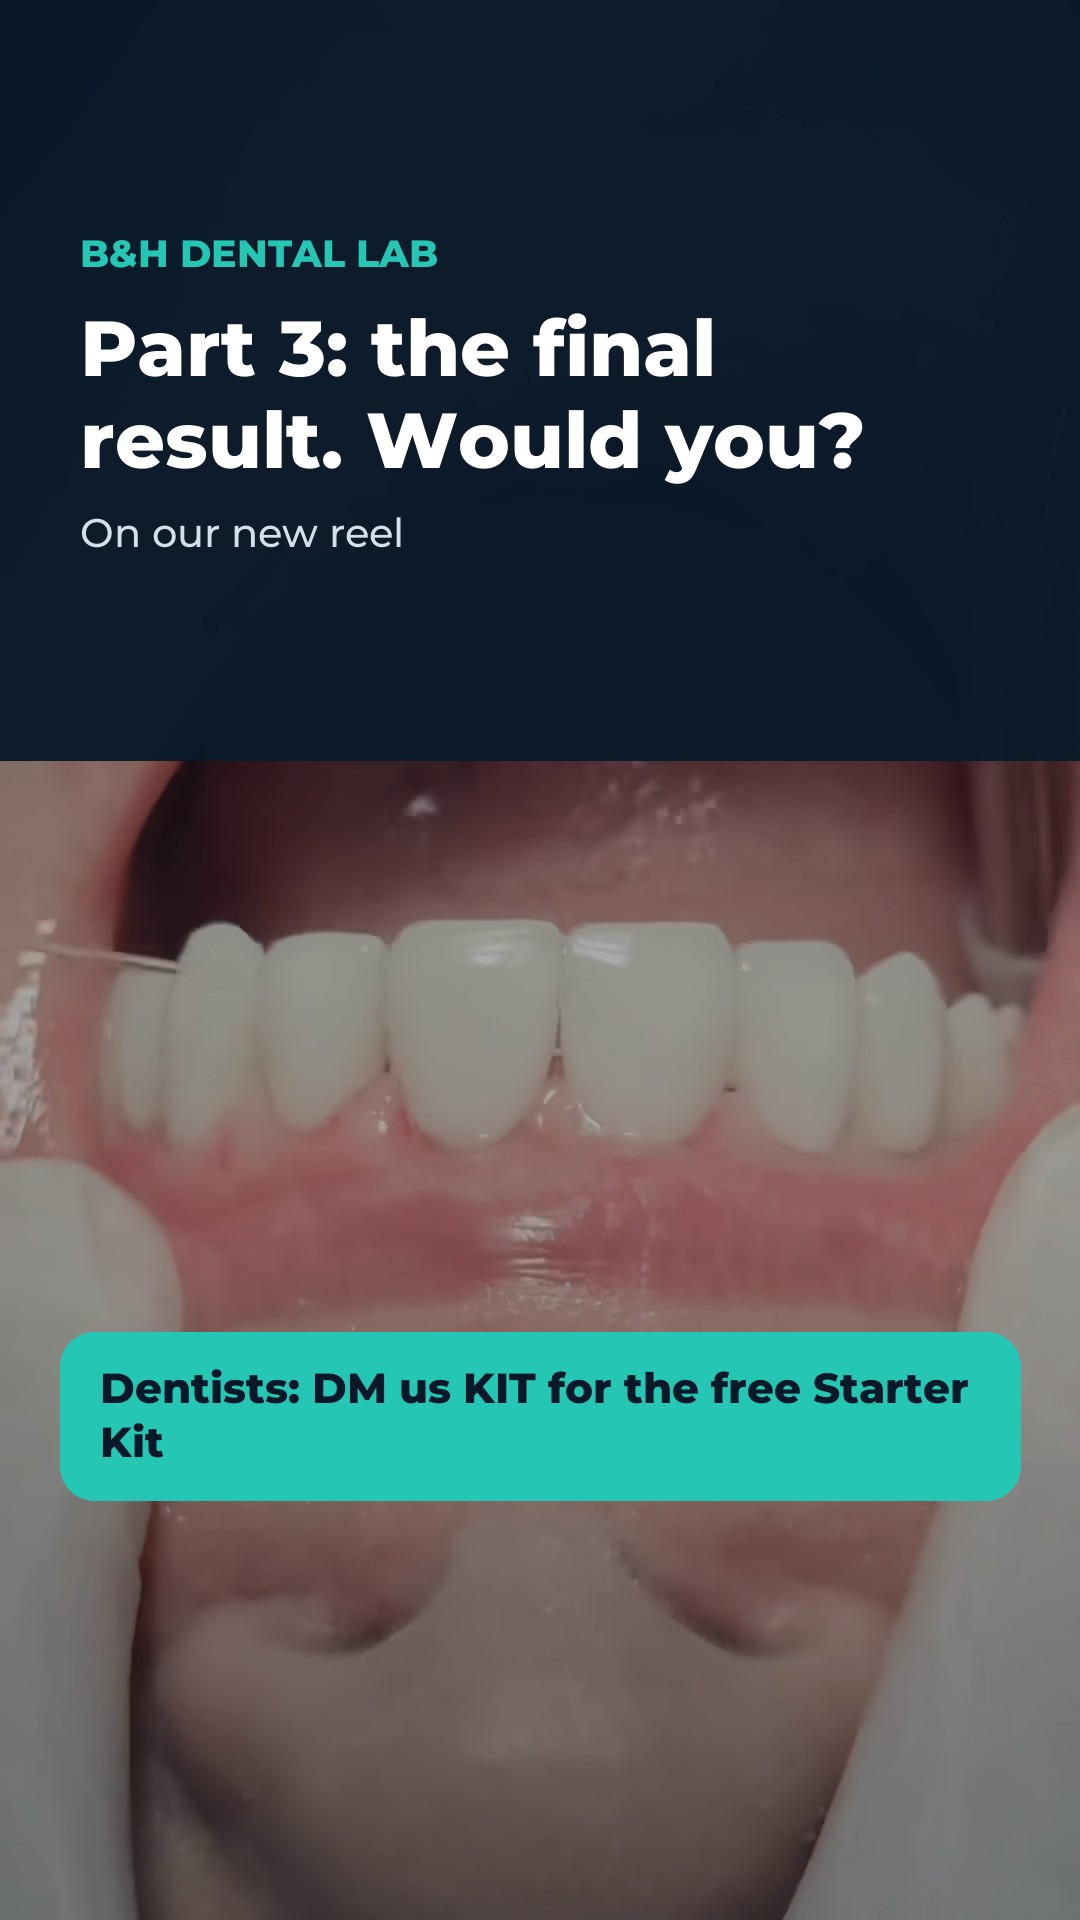 B&H DENTAL LAB
Part 3: the final
result. Would you?
On our new reel
Dentists: DM us KIT for the free Starter
Kit